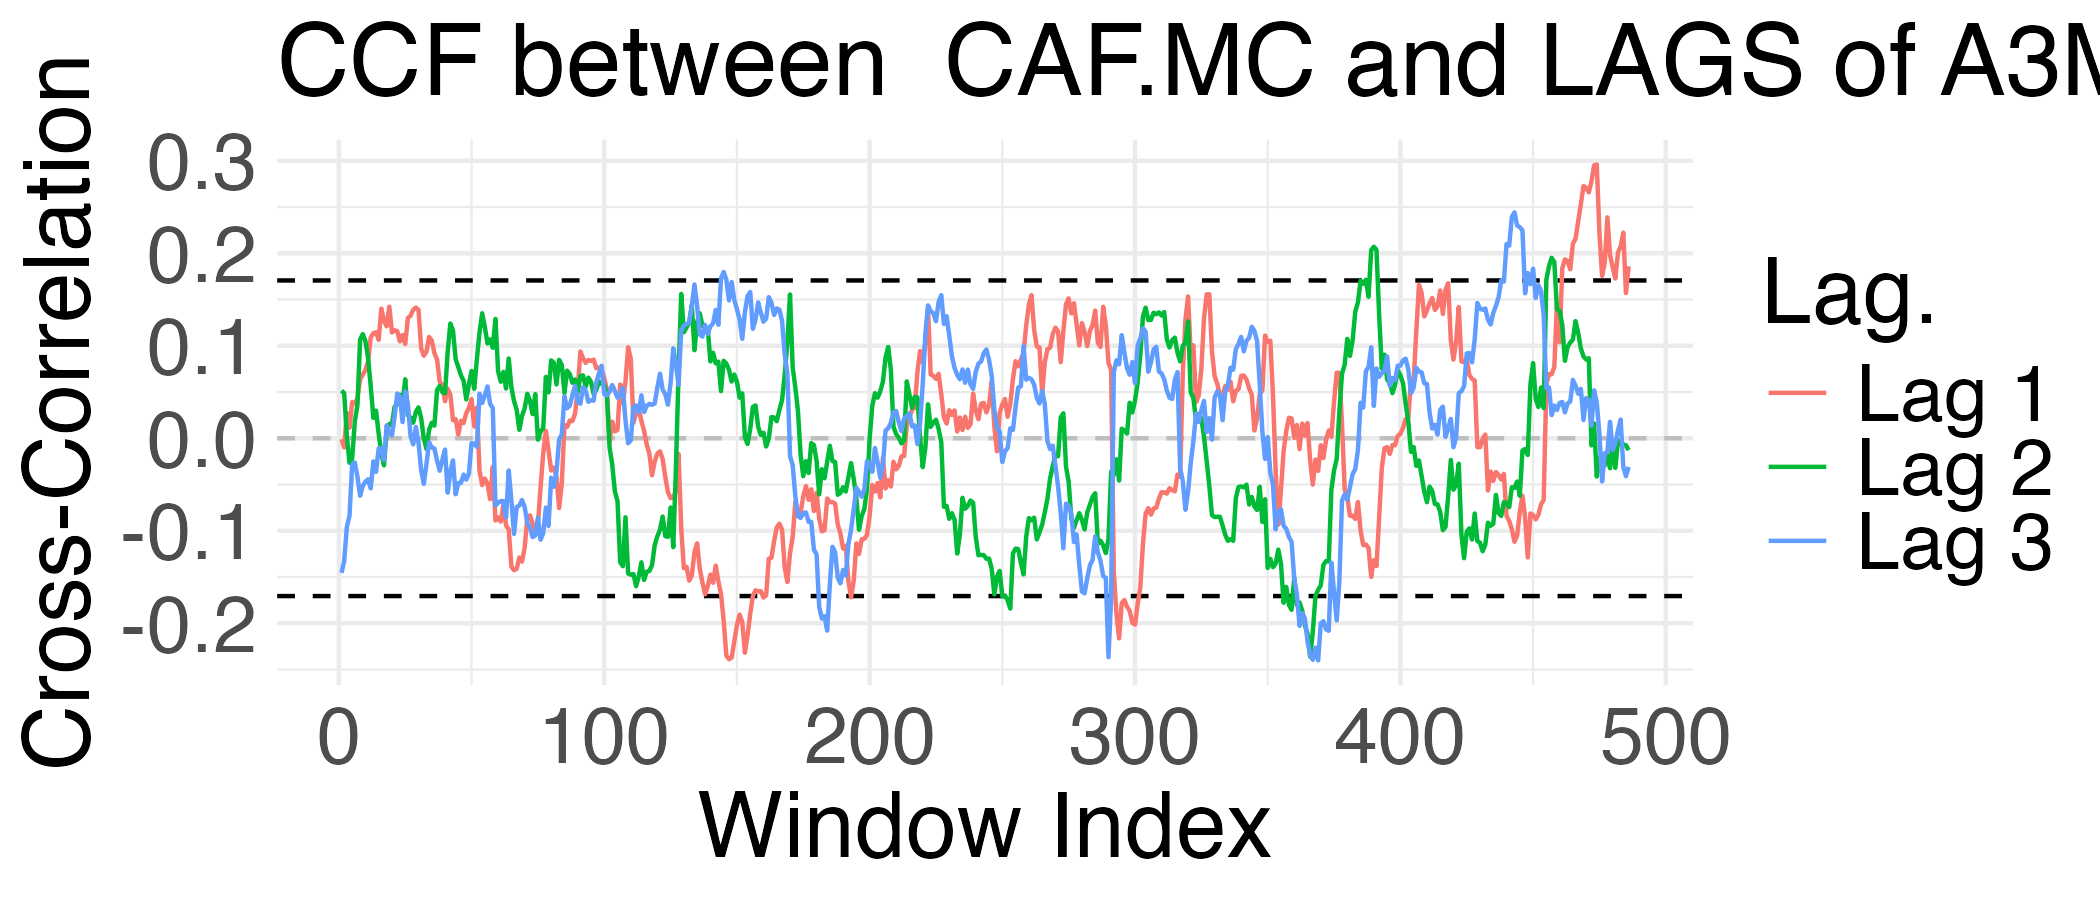 CCF between CAF.MC and LAGS of A3M
Cross-Correlation
0.3
0.2
0.1
0.0
-0.1
-0.2
0 100 200 300 400 500
Window Index
Lag.
Lag 1
Lag 2
Lag 3